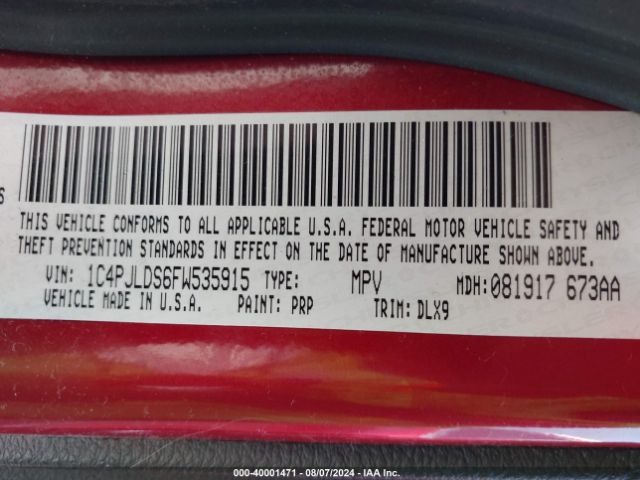 S
THIS VEHICLE CONFORMS TO ALL APPLICABLE U.S.A. FEDERAL MOTOR VEHICLE SAFETY AND
THEFT PREVENTION STANDARDS IN EFFECT ON THE DATE OF MANUFACTURE SHOWN ABOVE.
VIN: 1C4PJLDS6FW535915 TYPE: MPV MDH: 081917 673AA
VEHICLE MADE IN U.S.A. PAINT: PRP TRIM: DLX9
000-40001471 — 08/07/2024 — IAA Inc.